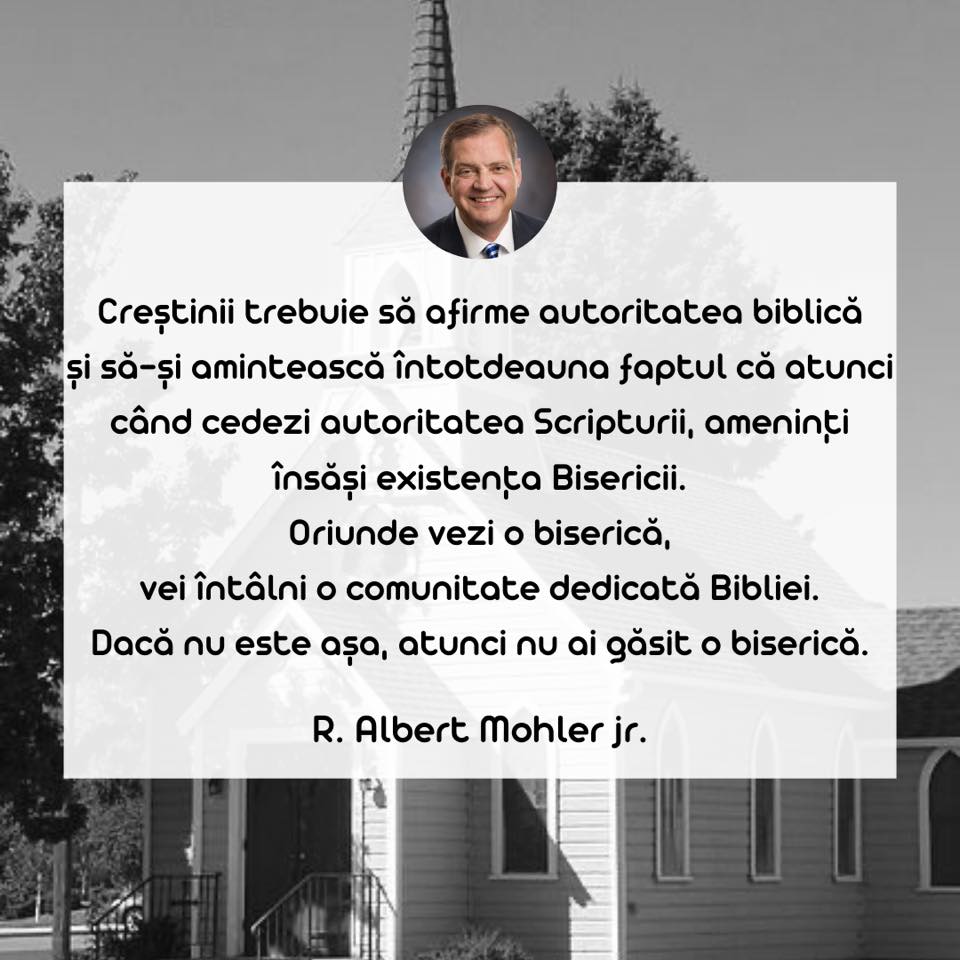 Creștinii trebuie să afirme autoritatea biblică
și să-și amintească întotdeauna faptul că atunci
când cedezi autoritatea Scripturii, ameninți
însăși existența Bisericii.
Oriunde vezi o biserică,
vei întâlni o comunitate dedicată Bibliei.
Dacă nu este așa, atunci nu ai găsit o biserică.
R. Albert Mohler jr.